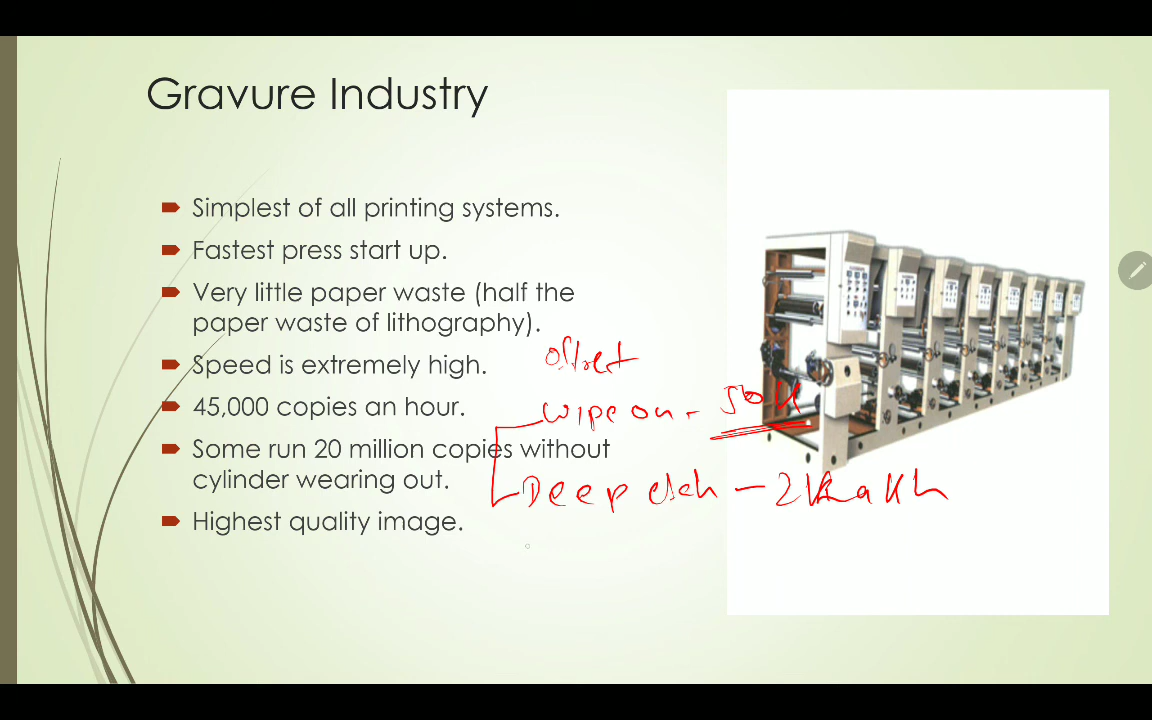 Gravure Industry
Simplest of all printing systems.
Fastest press start up.
Very little paper waste (half the
paper waste of lithography).
Speed is extremely high.
offset
45,000 copies an hour.
wipe on - 50K
Some run 20 million copies without
cylinder wearing out.
Deep etch - 2 Lakh
Highest quality image.